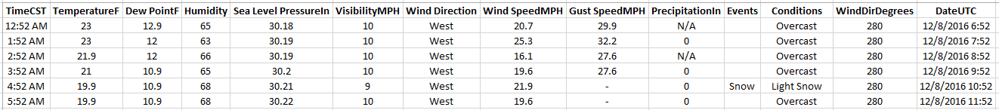 TimeCST TemperatureF Dew PointF Humidity Sea Level PressureIn VisibilityMPH Wind Direction Wind SpeedMPH Gust SpeedMPH PrecipitationIn Events Conditions WindDirDegrees DateUTC
12:52 AM 23 12.9 65 30.18 10 West 20.7 29.9 N/A Overcast 280 12/8/2016 6:52
1:52 AM 23 12 63 30.19 10 West 25.3 32.2 0 Overcast 280 12/8/2016 7:52
2:52 AM 21.9 12 66 30.19 10 West 16.1 27.6 N/A Overcast 280 12/8/2016 8:52
3:52 AM 21 10.9 65 30.2 10 West 19.6 27.6 0 Overcast 280 12/8/2016 9:52
4:52 AM 19.9 10.9 68 30.21 9 West 21.9 - 0 Snow Light Snow 280 12/8/2016 10:52
5:52 AM 19.9 10.9 68 30.22 10 West 19.6 - 0 Overcast 280 12/8/2016 11:52